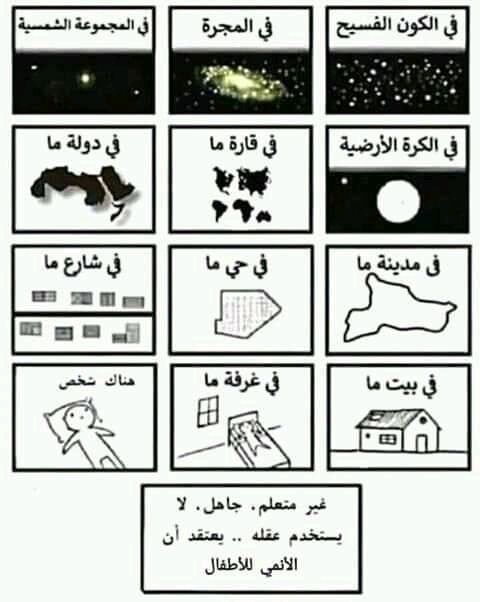 في الكون الفسيح
في المجرة
في المجموعة الشمسية
في الكرة الأرضية
في قارة ما
في دولة ما
فى مدينة ما
في حي ما
في شارع ما
في بيت ما
في غرفة ما
هناك شخص
غير متعلم. جاهل. لا
يستخدم عقله .. يعتقد أن
الأنمي للأطفال